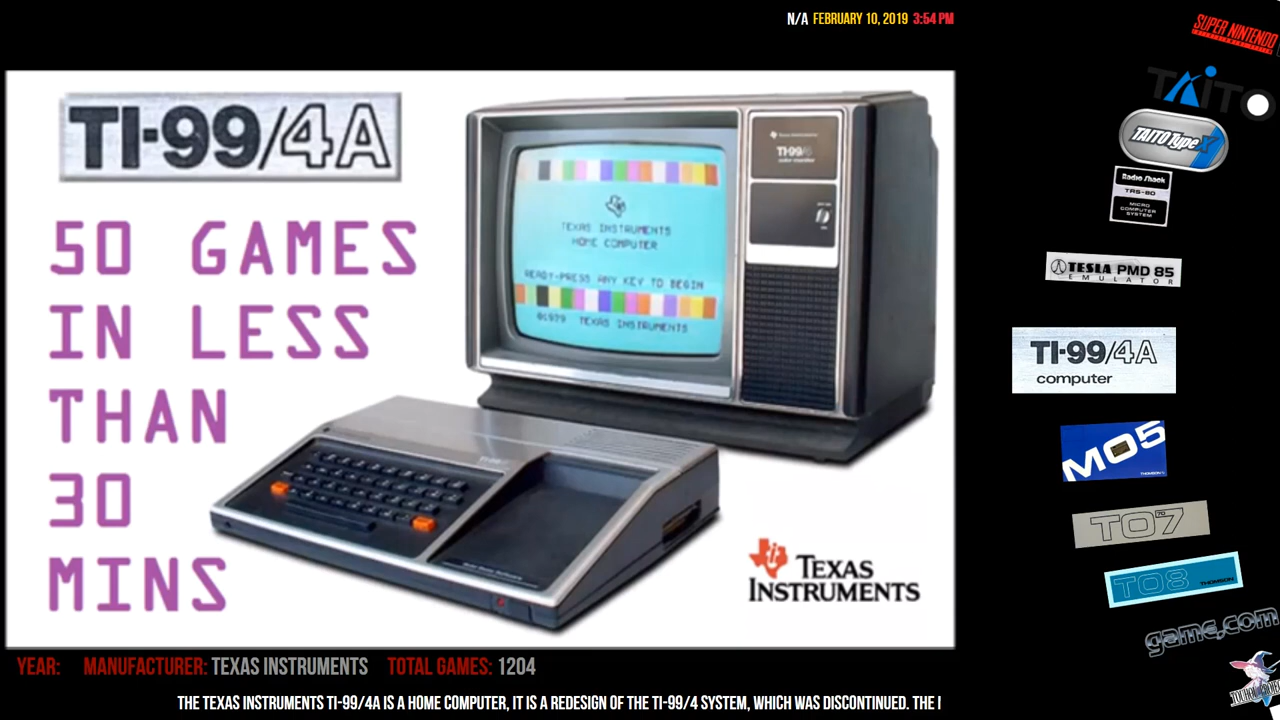 N/A FEBRUARY 10, 2019 3:54 PM
SUPER NINTENDO
TAITO
TAITO Type X
Radio Shack
TRS-80
MICRO
COMPUTER
SYSTEM
TESLA PMD 85
EMULATOR
TI-99/4A
computer
MO5
THOMSON
TO7
70
TO8 THOMSON
game.com
TI-99/4A
50 GAMES
IN LESS
THAN
30
MINS
TEXAS INSTRUMENTS
HOME COMPUTER
READY-PRESS ANY KEY TO BEGIN
©1979 TEXAS INSTRUMENTS
TEXAS
INSTRUMENTS
YEAR: MANUFACTURER: TEXAS INSTRUMENTS TOTAL GAMES: 1204
THE TEXAS INSTRUMENTS TI-99/4A IS A HOME COMPUTER, IT IS A REDESIGN OF THE TI-99/4 SYSTEM, WHICH WAS DISCONTINUED. THE I